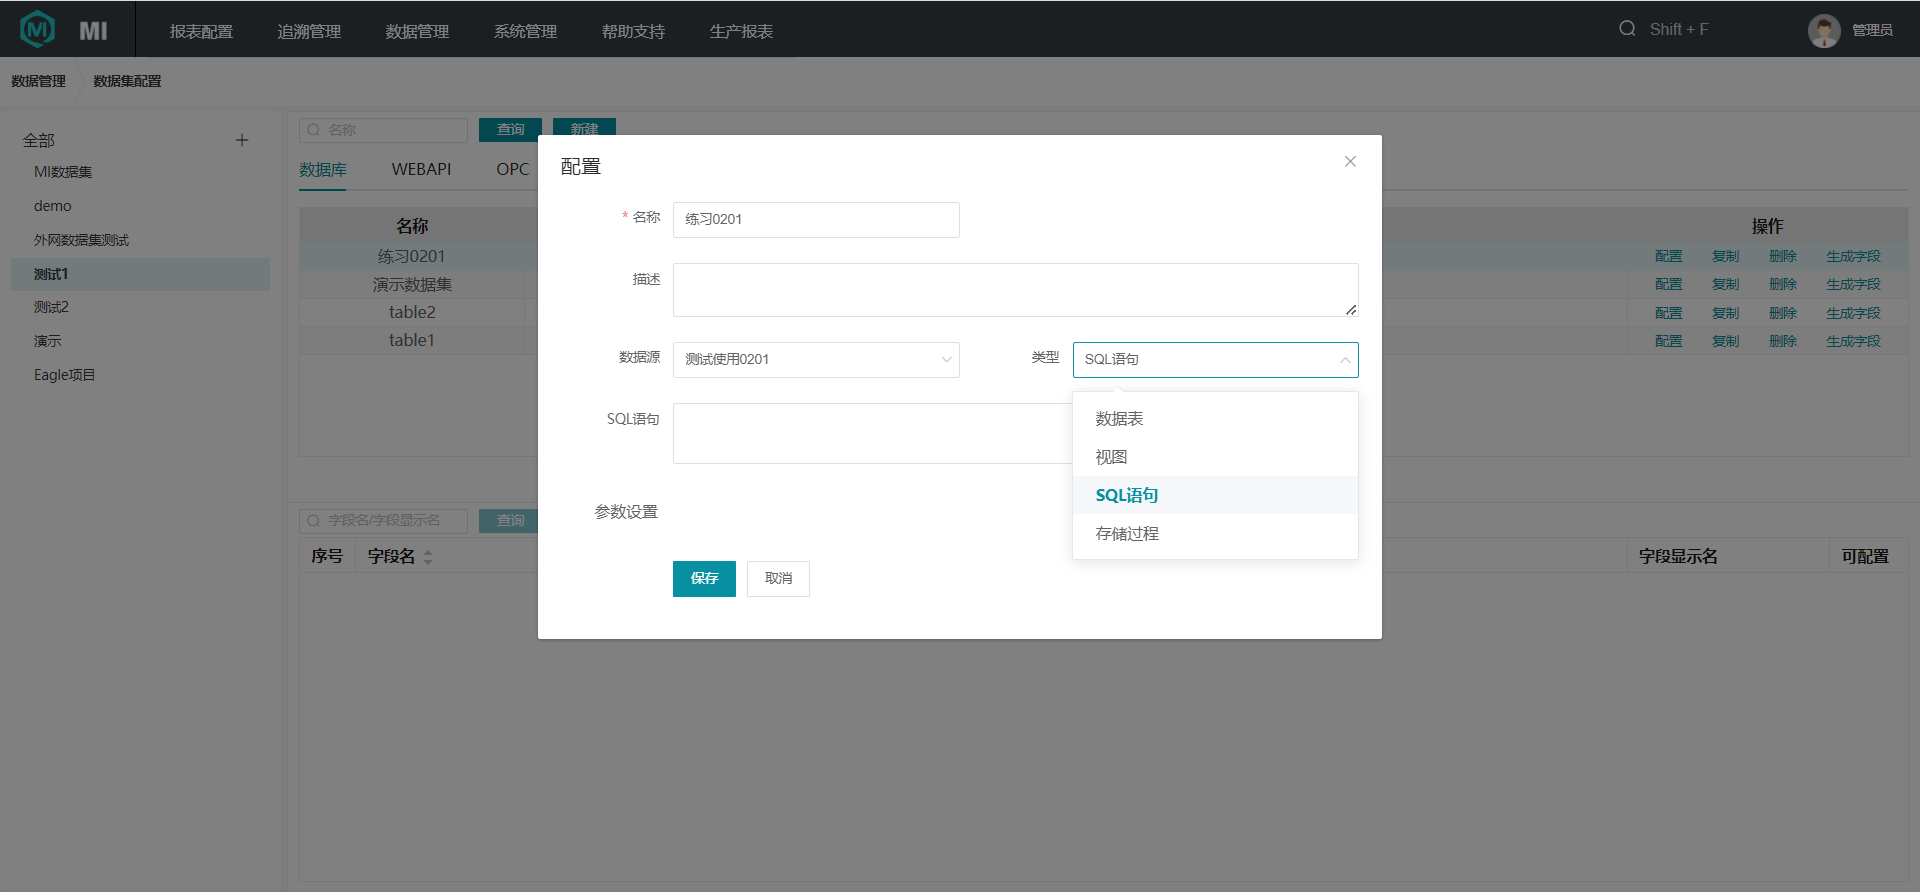 MI 报表配置 追溯管理 数据管理 系统管理 帮助支持 生产报表 Shift + F 管理员
数据管理 数据集配置
全部
MI数据集
demo
外网数据集测试
测试1
测试2
演示
Eagle项目
名称 查询 新建
数据库 WEBAPI OPC
名称 操作
练习0201 配置 复制 删除 生成字段
演示数据集 配置 复制 删除 生成字段
table2 配置 复制 删除 生成字段
table1 配置 复制 删除 生成字段
字段名/字段显示名 查询
序号 字段名 字段显示名 可配置
配置
* 名称 练习0201
描述
数据源 测试使用0201 类型 SQL语句
SQL语句
数据表
视图
SQL语句
存储过程
参数设置
保存 取消